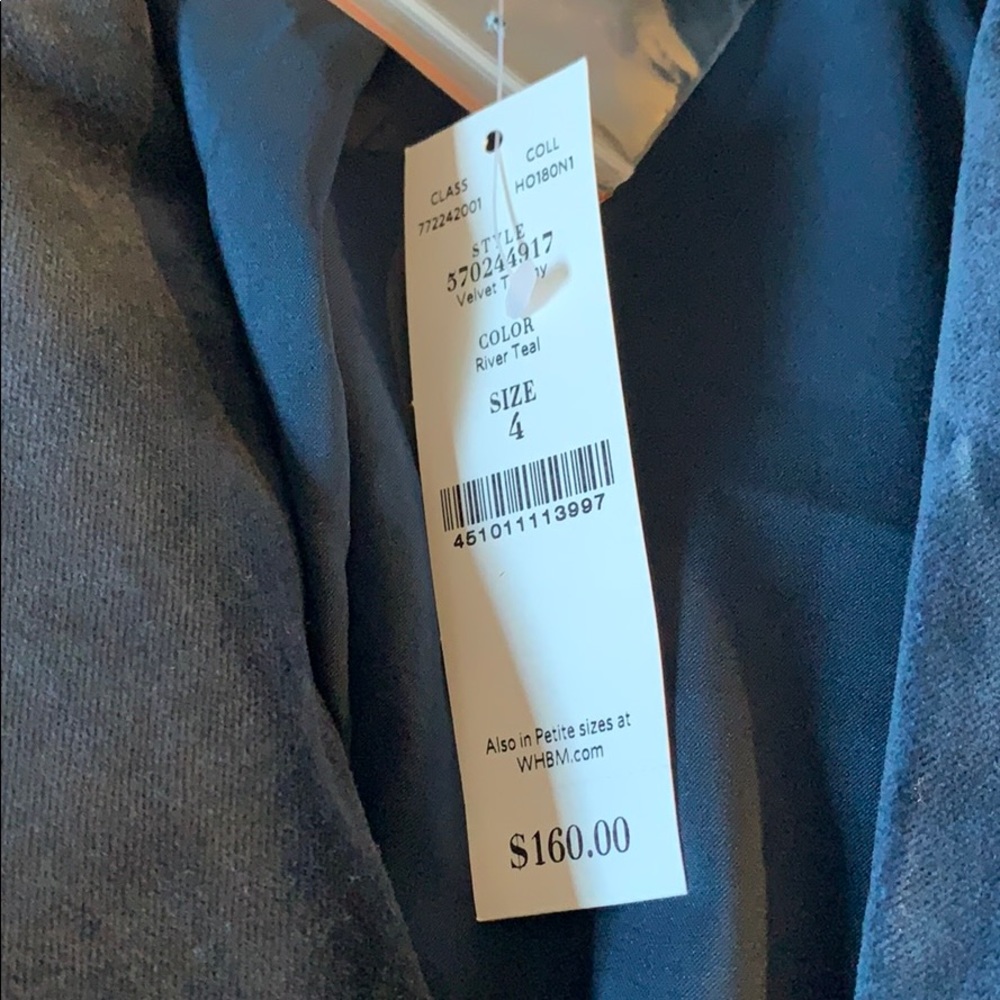 CLASS
772242001
COLL
HO180N1
STYLE
570244917
Velvet
COLOR
River Teal
SIZE
4
451011113997
Also in Petite sizes at
WHBM.com
$160.00